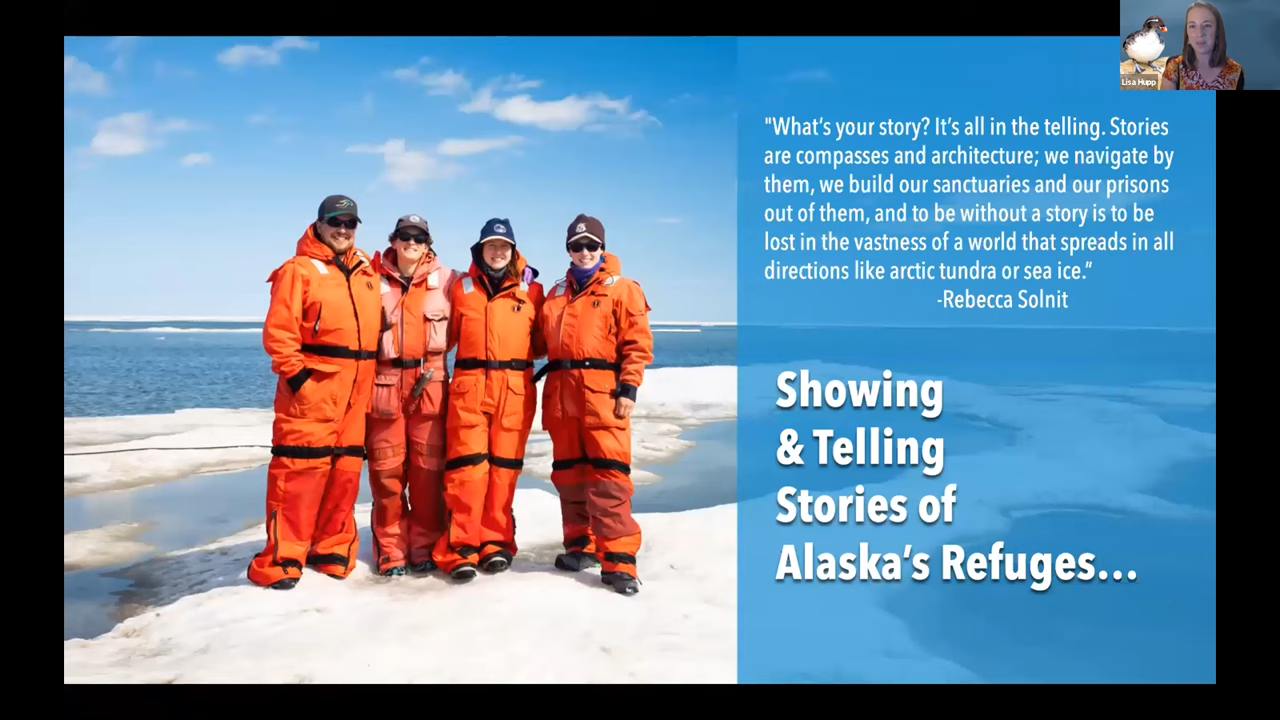 Lisa Hupp
"What's your story? It's all in the telling. Stories
are compasses and architecture; we navigate by
them, we build our sanctuaries and our prisons
out of them, and to be without a story is to be
lost in the vastness of a world that spreads in all
directions like arctic tundra or sea ice.”
-Rebecca Solnit
Showing
& Telling
Stories of
Alaska's Refuges...